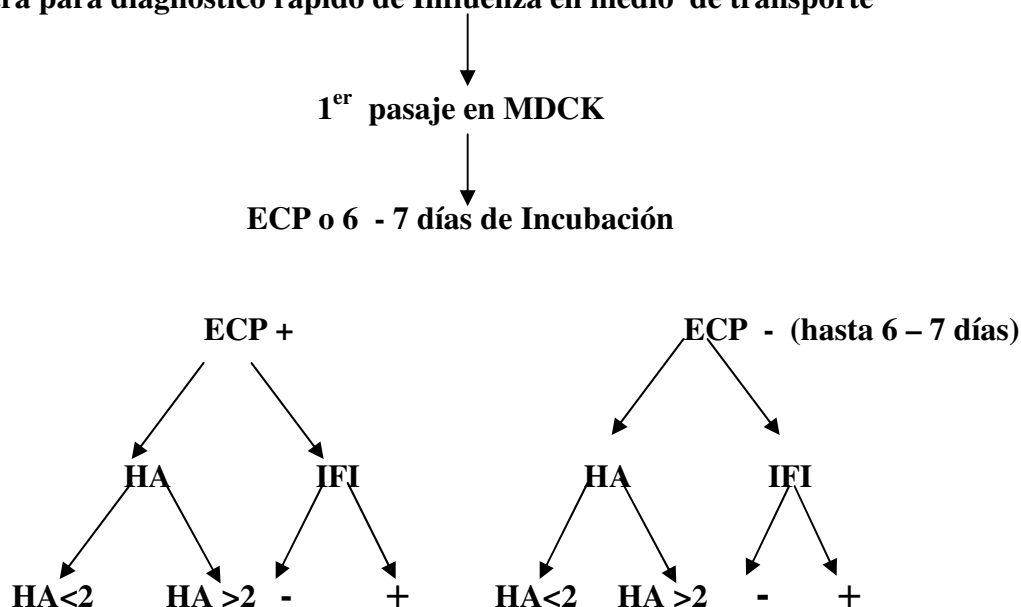 para diagnóstico rápido de Influenza en medio de transporte
1er pasaje en MDCK
ECP o 6 - 7 días de Incubación
ECP + ECP - (hasta 6 – 7 días)
HA IFI HA IFI
HA<2 HA >2 - + HA<2 HA >2 - +